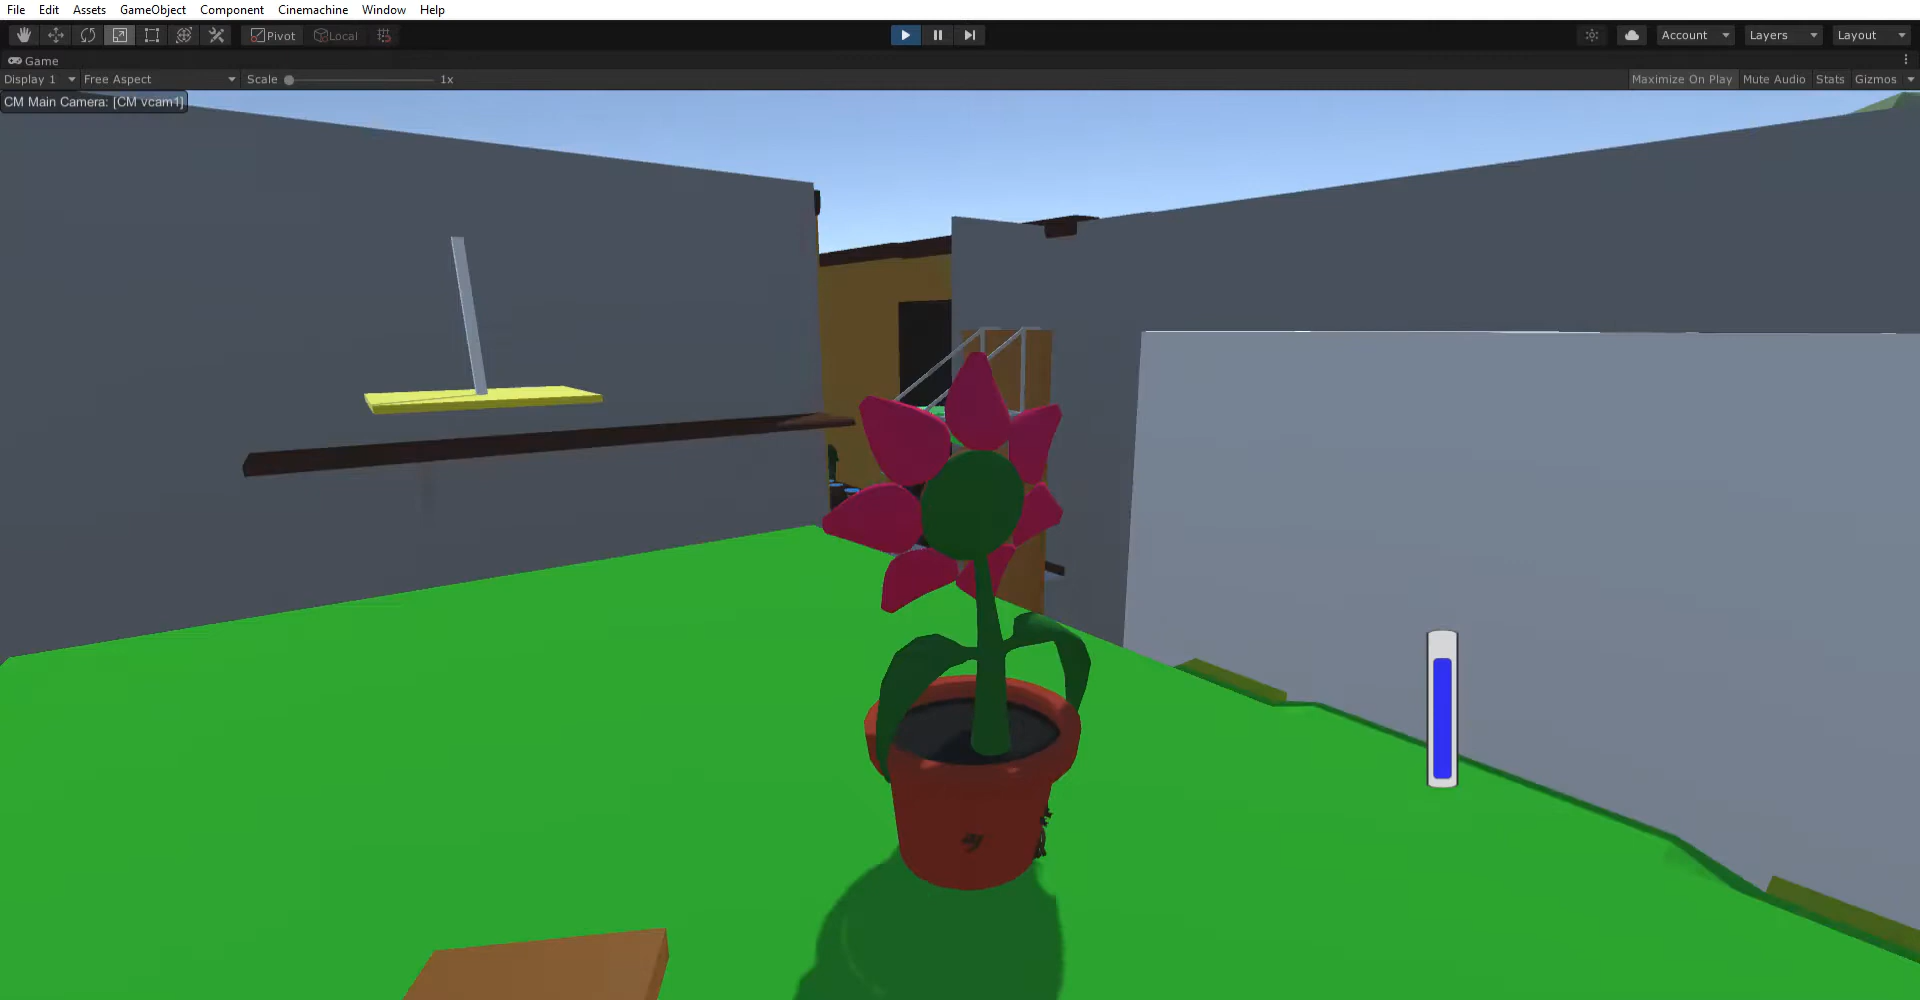 File Edit Assets GameObject Component Cinemachine Window Help
Pivot Local Account Layers Layout
Game
Display 1 Free Aspect Scale 1x Maximize On Play Mute Audio Stats Gizmos
CM Main Camera: [CM vcam1]